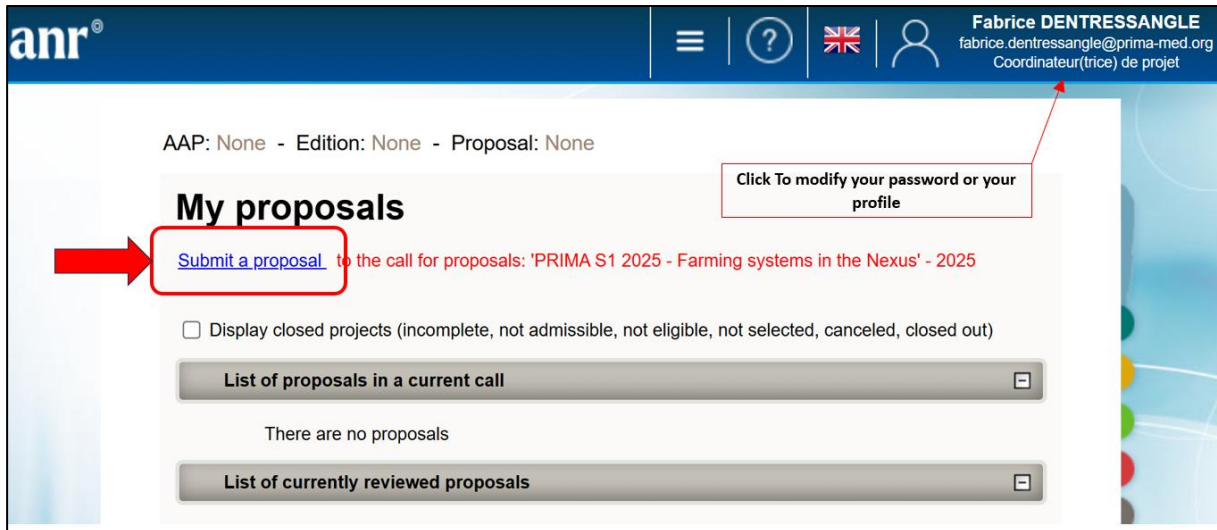 anr®
Fabrice DENTRESSANGLE
fabrice.dentressangle@prima-med.org
Coordinateur(trice) de projet
AAP: None - Edition: None - Proposal: None
Click To modify your password or your
profile
My proposals
Submit a proposal to the call for proposals: 'PRIMA S1 2025 - Farming systems in the Nexus' - 2025
Display closed projects (incomplete, not admissible, not eligible, not selected, canceled, closed out)
List of proposals in a current call
There are no proposals
List of currently reviewed proposals